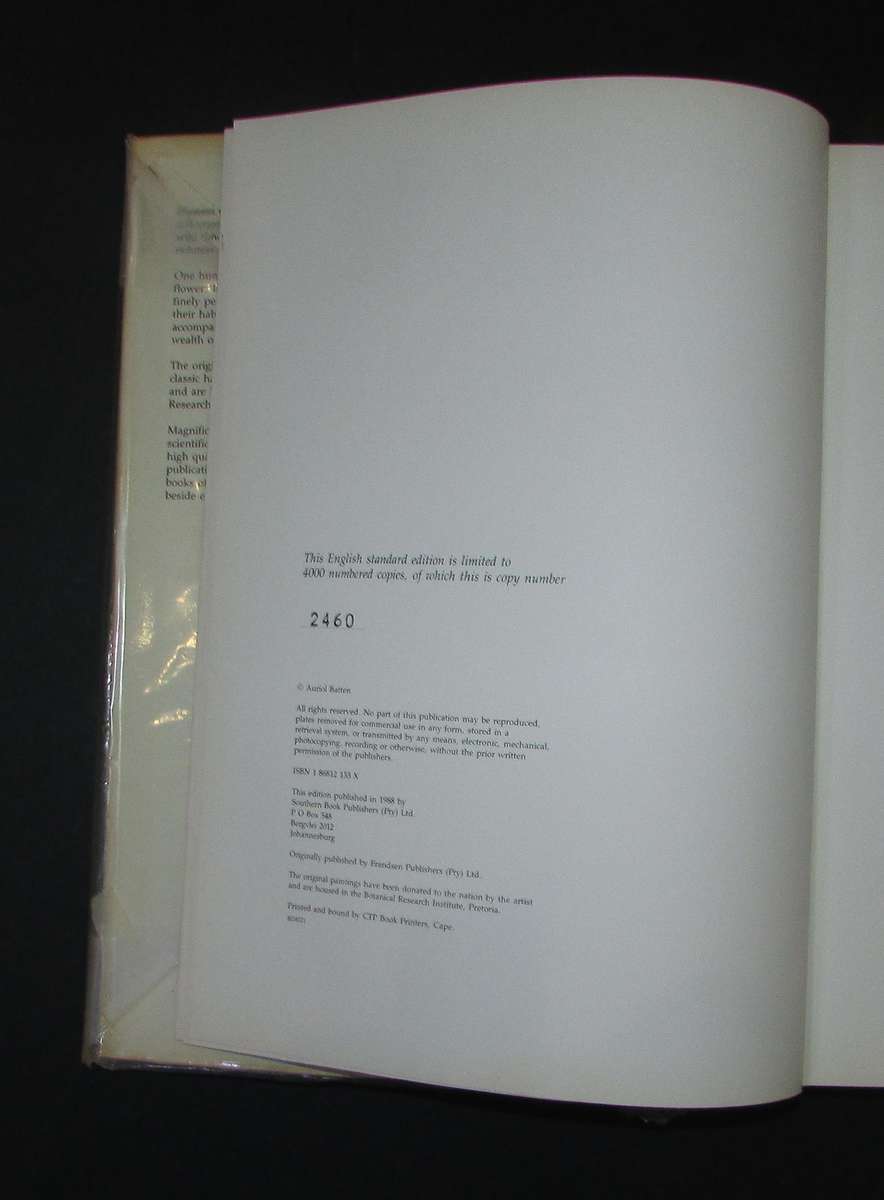 One hun
flower
finely pe
their hab
accompa
wealth o
The orig
classic ha
and are
Research
Magnific
scientific
high qua
publicati
books of
beside e
This English standard edition is limited to
4000 numbered copies, of which this is copy number
2460
© Auriol Batten
All rights reserved. No part of this publication may be reproduced,
plates removed for commercial use in any form, stored in a
retrieval system, or transmitted by any means, electronic, mechanical,
photocopying, recording or otherwise, without the prior written
permission of the publishers.
ISBN 1 86812 133 X
This edition published in 1988 by
Southern Book Publishers (Pty) Ltd.
P O Box 548
Bergvlei 2012
Johannesburg
Originally published by Frandsen Publishers (Pty) Ltd.
The original paintings have been donated to the nation by the artist
and are housed in the Botanical Research Institute, Pretoria.
Printed and bound by CTP Book Printers, Cape.